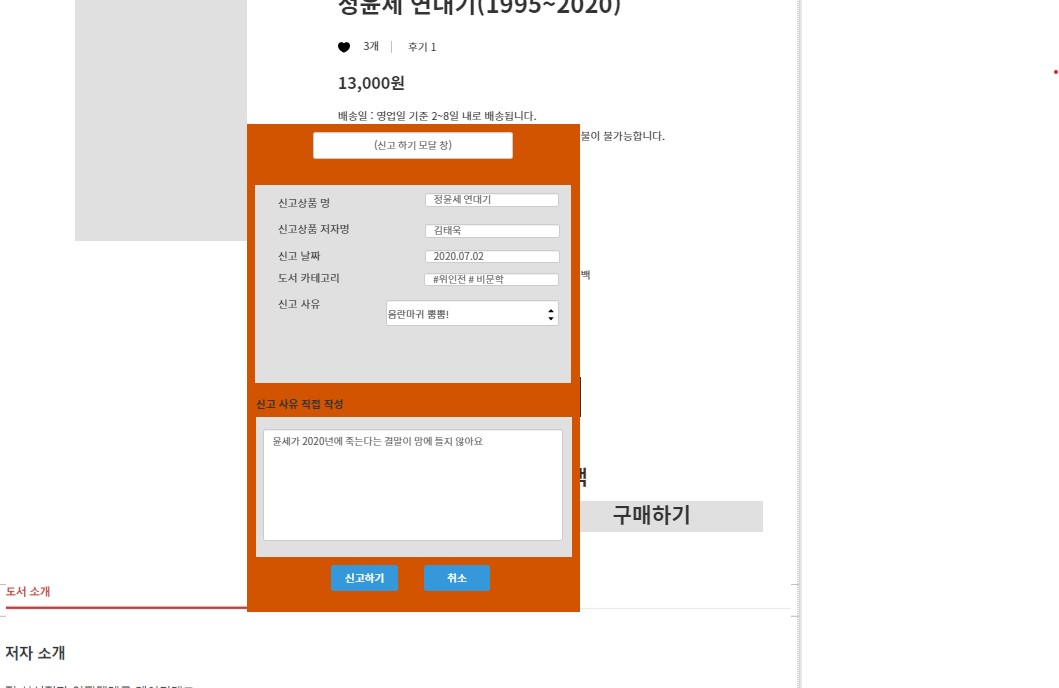 정윤세 연대기(1995~2020)
3개 후기 1
13,000원
배송일 : 영업일 기준 2~8일 내로 배송됩니다.
불이 불가능합니다.
(신고 하기 모달 창)
신고상품 명 정윤세 연대기
신고상품 저자명 김태욱
신고 날짜 2020.07.02
도서 카테고리 #위인전 # 비문학
백
신고 사유 음란마귀 뿜뿜!
신고 사유 직접 작성
윤세가 2020년에 죽는다는 결말이 맘에 들지 않아요
구매하기
신고하기 취소
도서 소개
저자 소개